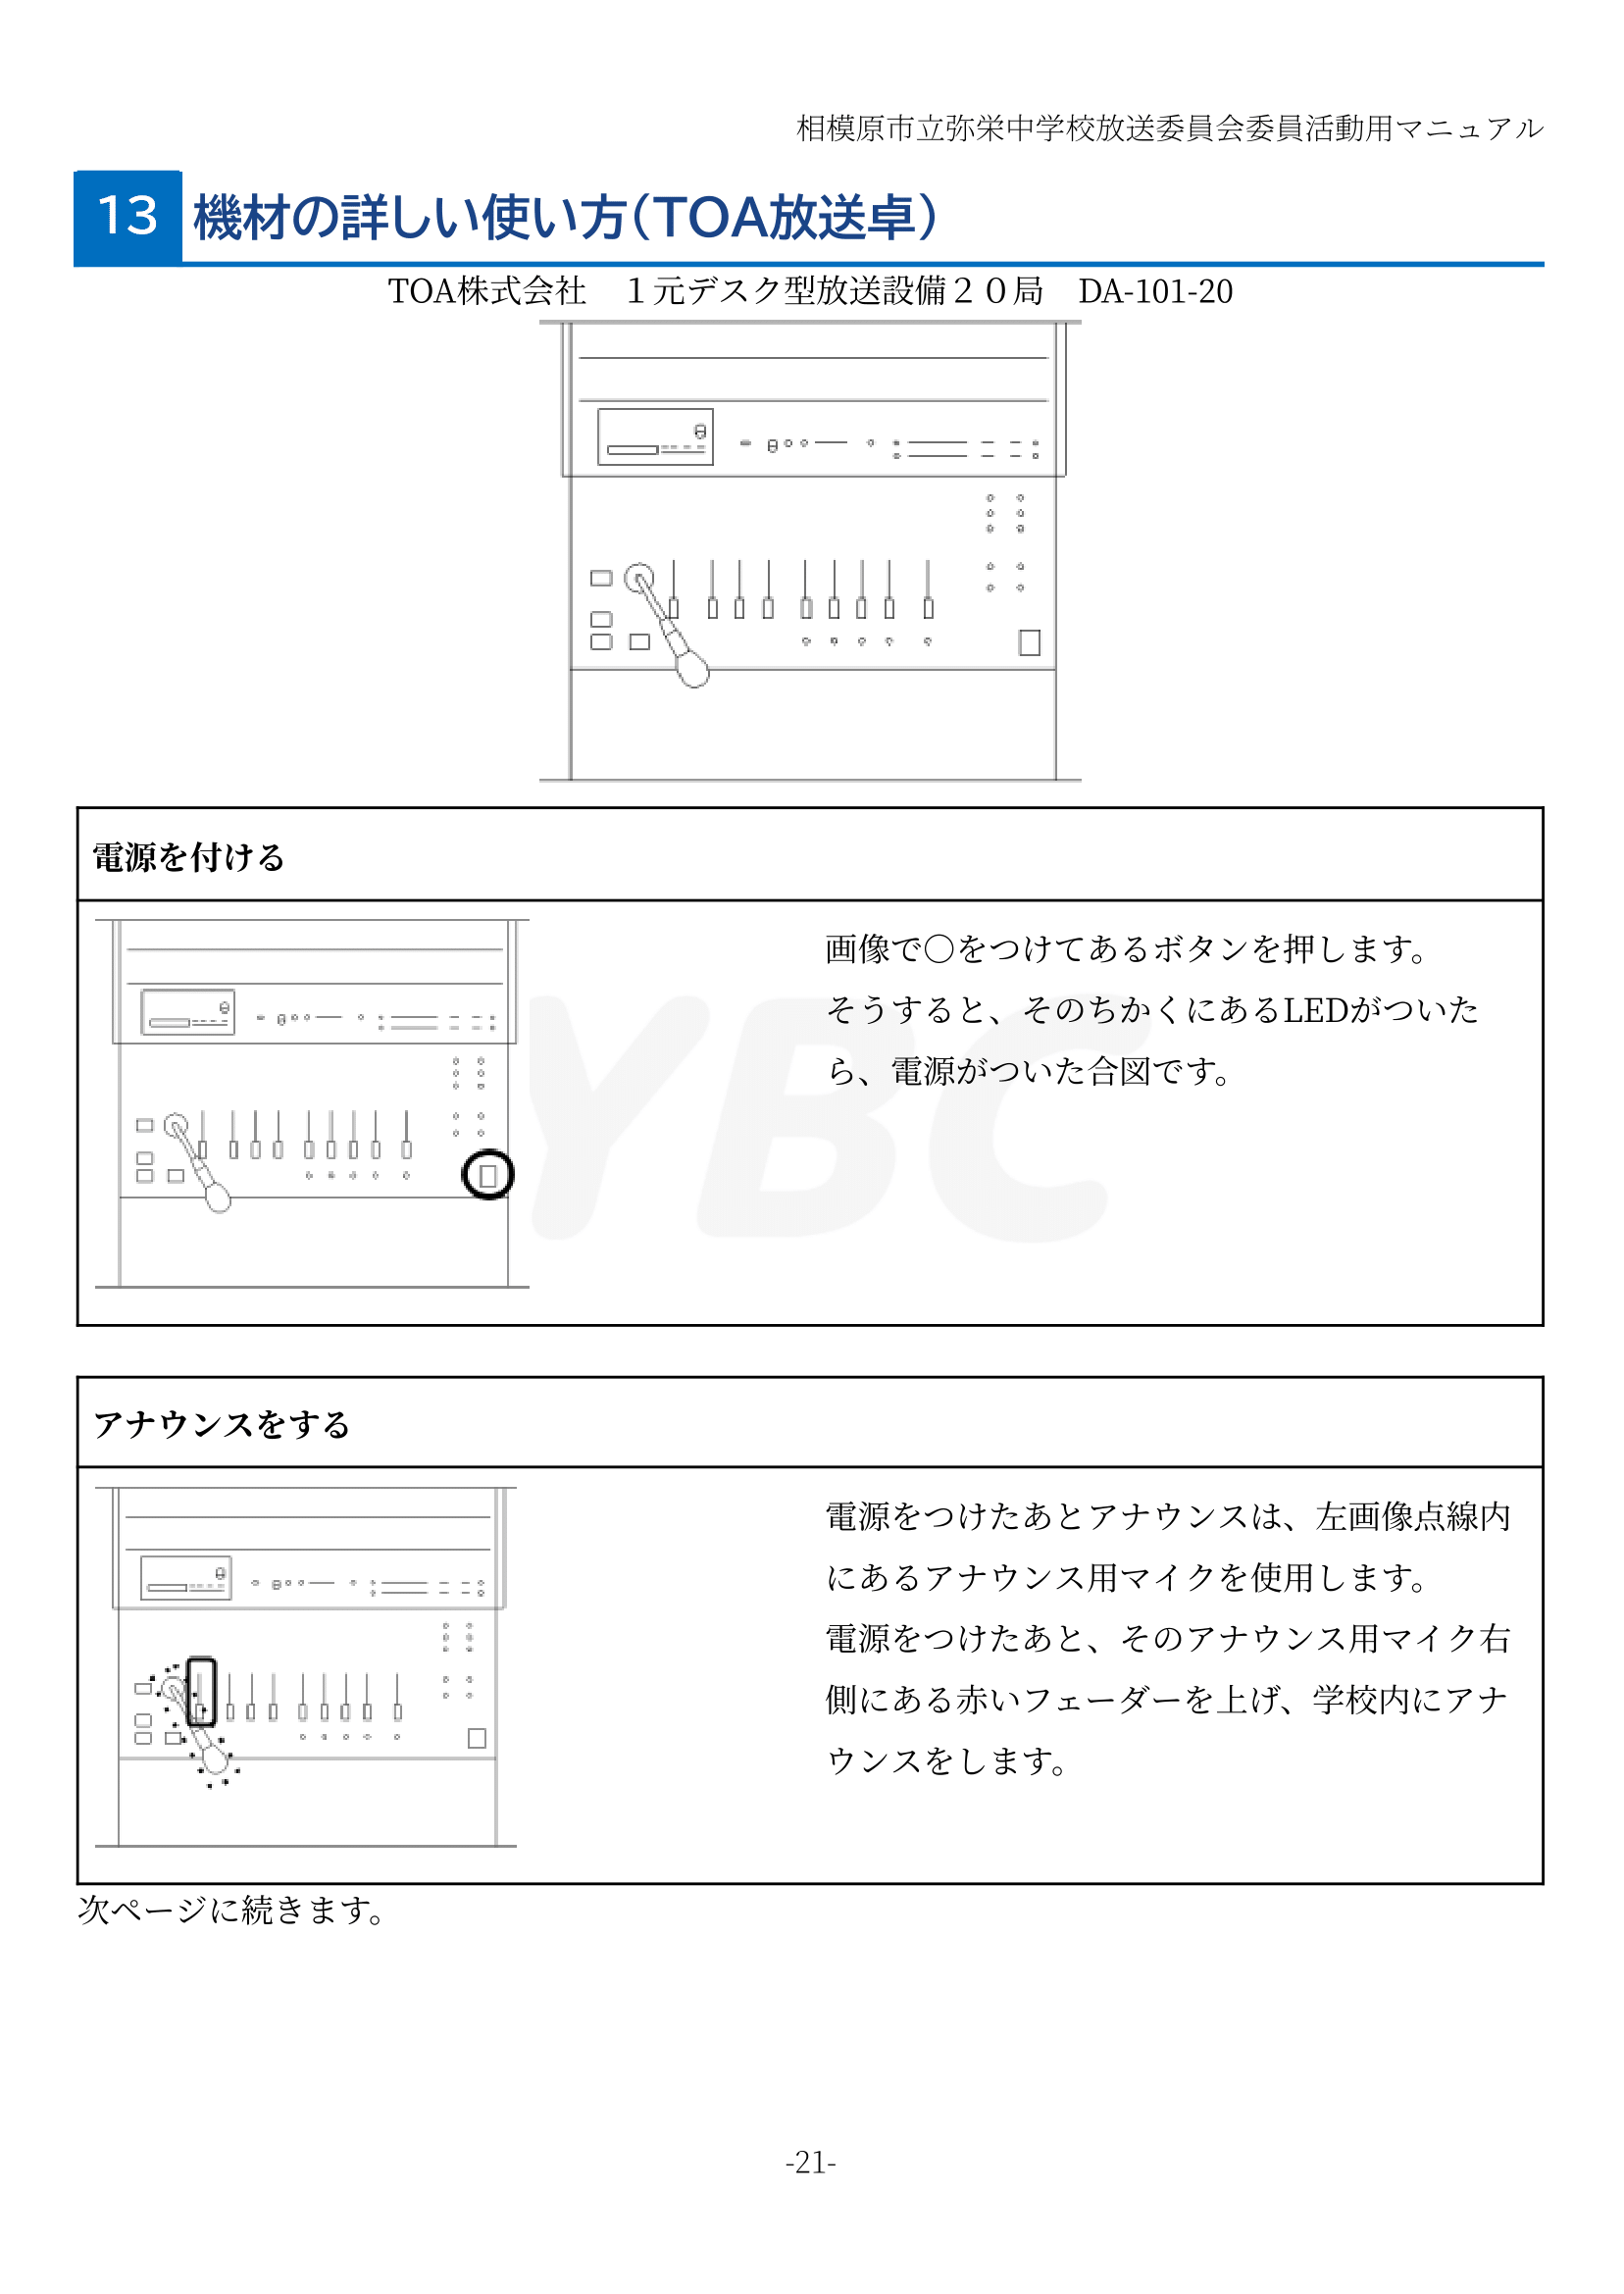 相模原市立弥栄中学校放送委員会委員活動用マニュアル
13 機材の詳しい使い方（TOA放送卓）
TOA株式会社　１元デスク型放送設備２０局　DA-101-20
電源を付ける
画像で〇をつけてあるボタンを押します。
そうすると、そのちかくにあるLEDがついた
ら、電源がついた合図です。
YBC
アナウンスをする
電源をつけたあとアナウンスは、左画像点線内
にあるアナウンス用マイクを使用します。
電源をつけたあと、そのアナウンス用マイク右
側にある赤いフェーダーを上げ、学校内にアナ
ウンスをします。
次ページに続きます。
-21-